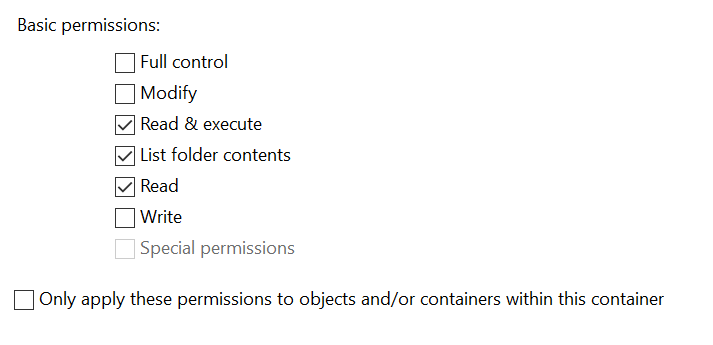 Basic permissions:
Full control
Modify
Read & execute
List folder contents
Read
Write
Special permissions
Only apply these permissions to objects and/or containers within this container